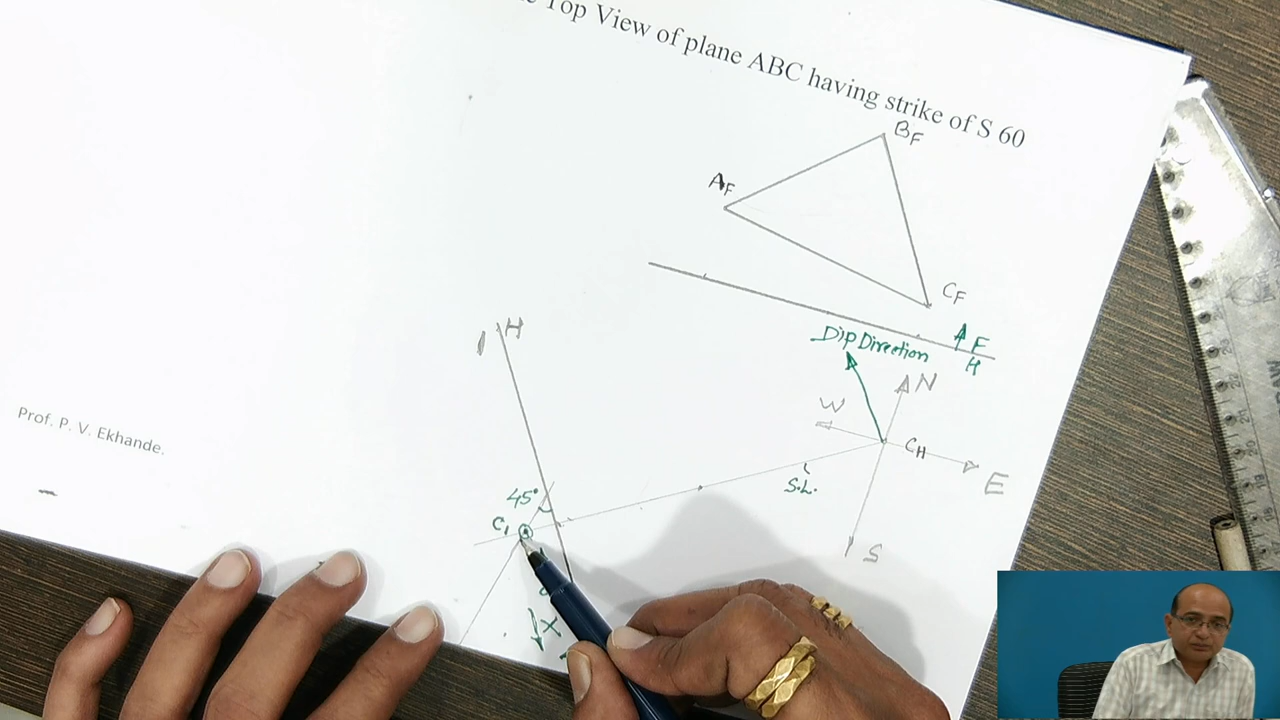 Top View of plane ABC having strike of S 60
BF
AF
CF
F
H
Dip Direction
N
W
CH
E
S
S.L.
1 H
45°
C1
X
Prof. P. V. Ekhande.